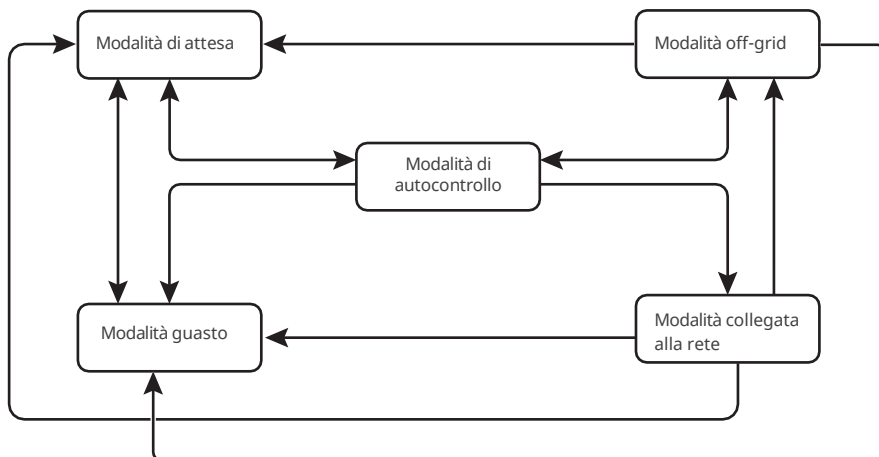 Modalità di attesa
Modalità off-grid
Modalità di
autocontrollo
Modalità guasto
Modalità collegata
alla rete